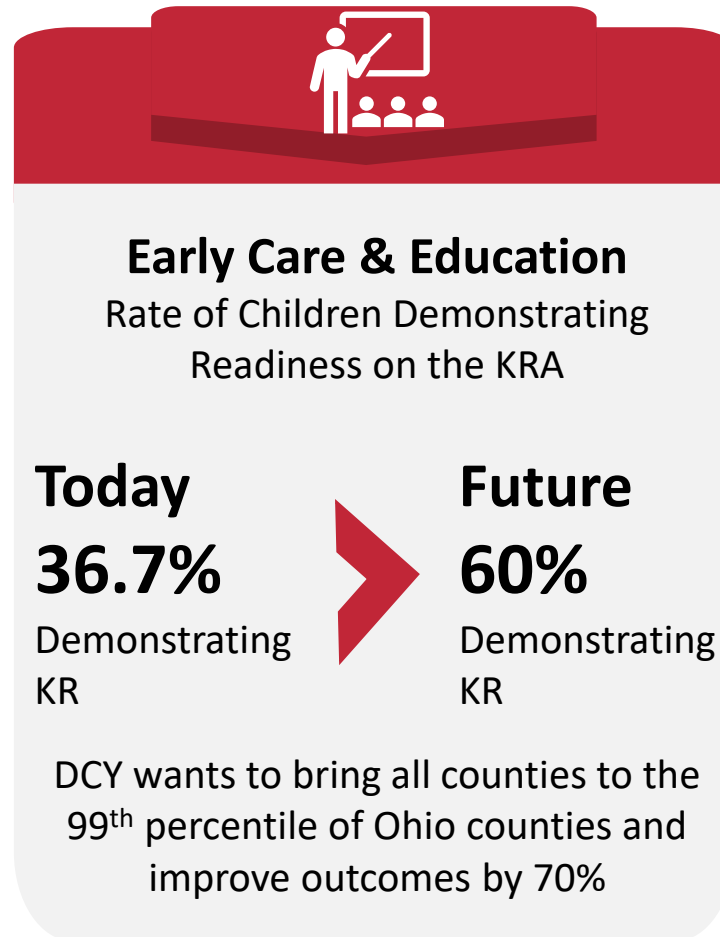 Early Care & Education
Rate of Children Demonstrating
Readiness on the KRA
Today
36.7%
Demonstrating
KR
Future
60%
Demonstrating
KR
DCY wants to bring all counties to the
99th percentile of Ohio counties and
improve outcomes by 70%